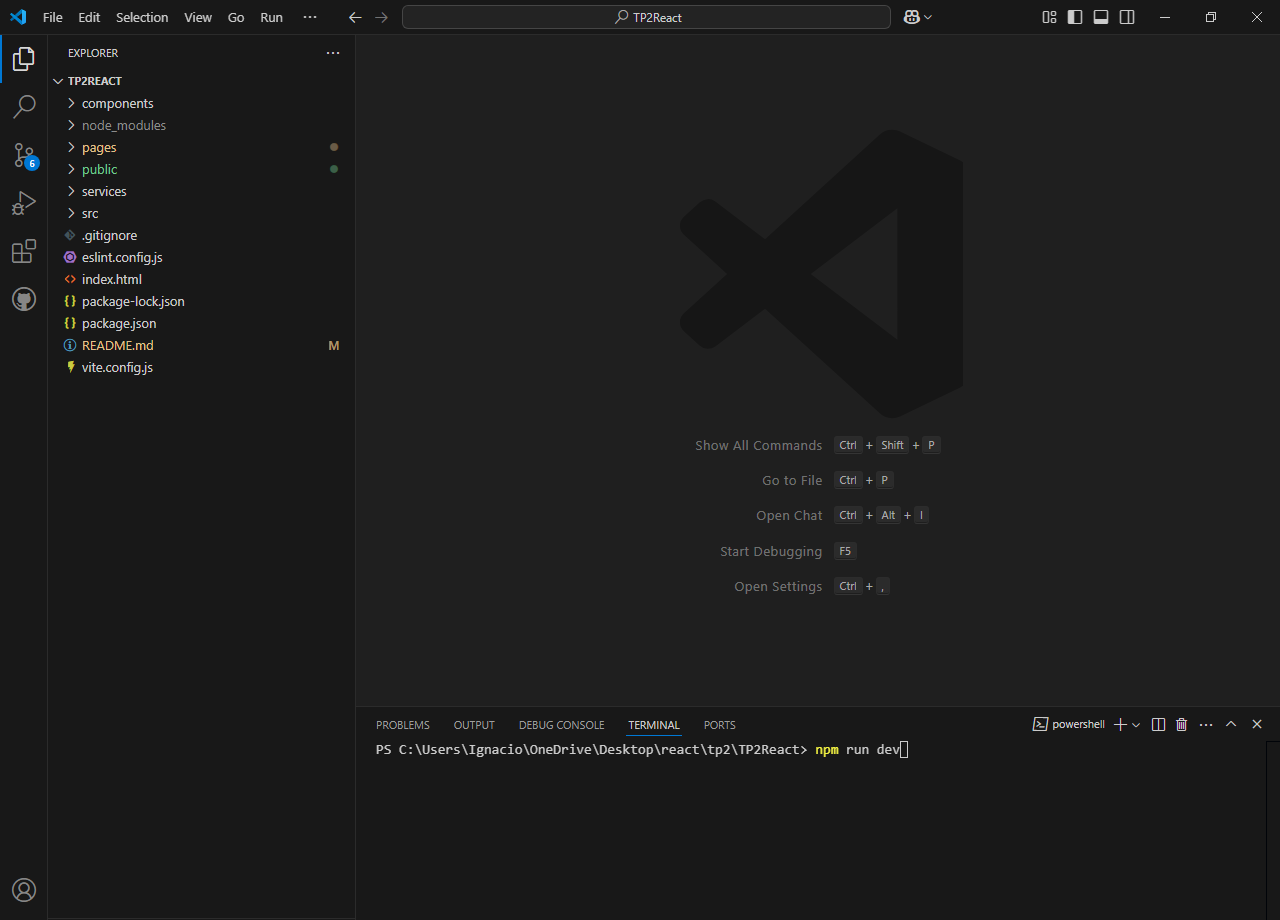 File Edit Selection View Go Run ··· TP2React
EXPLORER ···
TP2REACT
components
node_modules
pages
public
services
src
.gitignore
eslint.config.js
index.html
{} package-lock.json
{} package.json
README.md M
vite.config.js
6
Show All Commands Ctrl + Shift + P
Go to File Ctrl + P
Open Chat Ctrl + Alt + I
Start Debugging F5
Open Settings Ctrl + ,
PROBLEMS OUTPUT DEBUG CONSOLE TERMINAL PORTS powershell ···
PS C:\Users\Ignacio\OneDrive\Desktop\react\tp2\TP2React> npm run dev